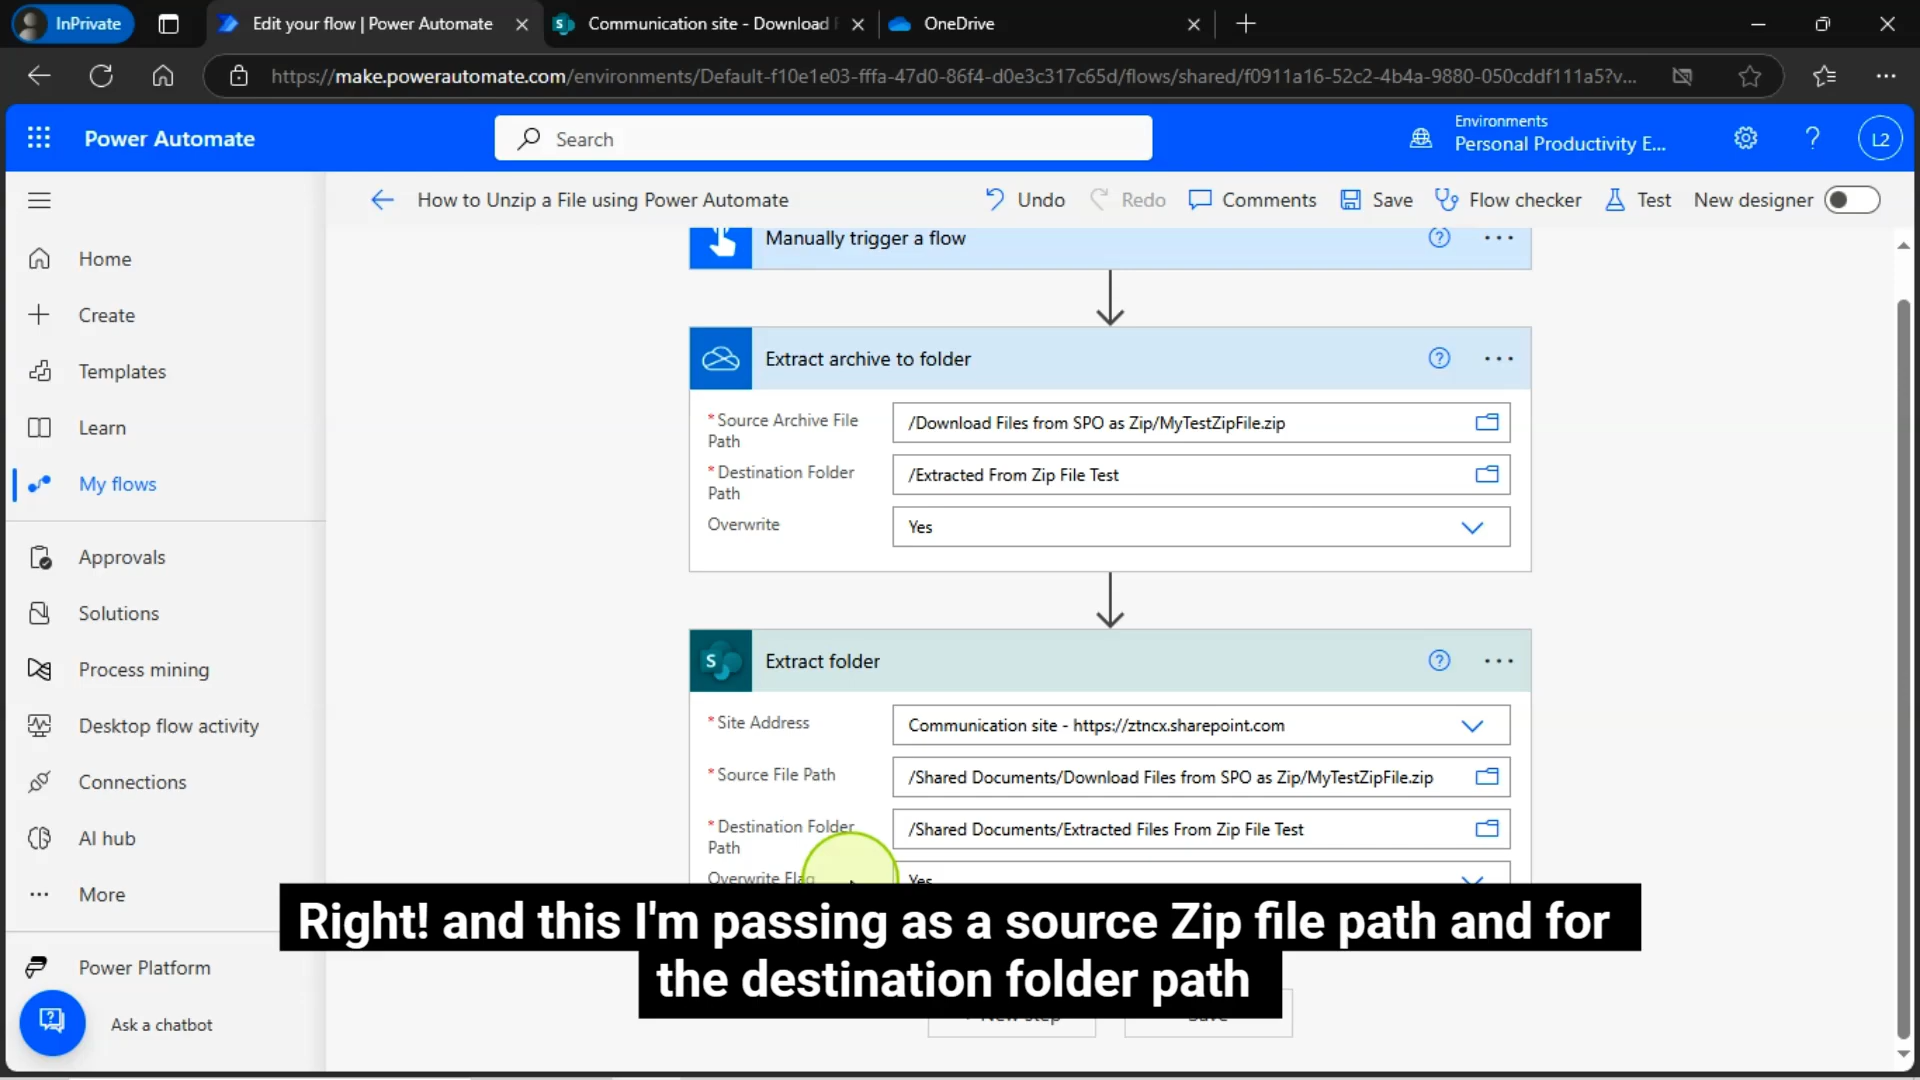 InPrivate
Edit your flow | Power Automate
Communication site - Download
OneDrive
https://make.powerautomate.com/environments/Default-f10e1e03-fffa-47d0-86f4-d0e3c317c65d/flows/shared/f0911a16-52c2-4b4a-9880-050cddf111a5?v...
Power Automate
Search
Environments
Personal Productivity E...
L2
How to Unzip a File using Power Automate
Undo
Redo
Comments
Save
Flow checker
Test
New designer
Home
Create
Templates
Learn
My flows
Approvals
Solutions
Process mining
Desktop flow activity
Connections
AI hub
More
Power Platform
Ask a chatbot
Manually trigger a flow
Extract archive to folder
*Source Archive File
Path
/Download Files from SPO as Zip/MyTestZipFile.zip
*Destination Folder
Path
/Extracted From Zip File Test
Overwrite
Yes
Extract folder
*Site Address
Communication site - https://ztncx.sharepoint.com
*Source File Path
/Shared Documents/Download Files from SPO as Zip/MyTestZipFile.zip
*Destination Folder
Path
/Shared Documents/Extracted Files From Zip File Test
Overwrite Flag
Yes
Right! and this I'm passing as a source Zip file path and for
the destination folder path
New step
Save